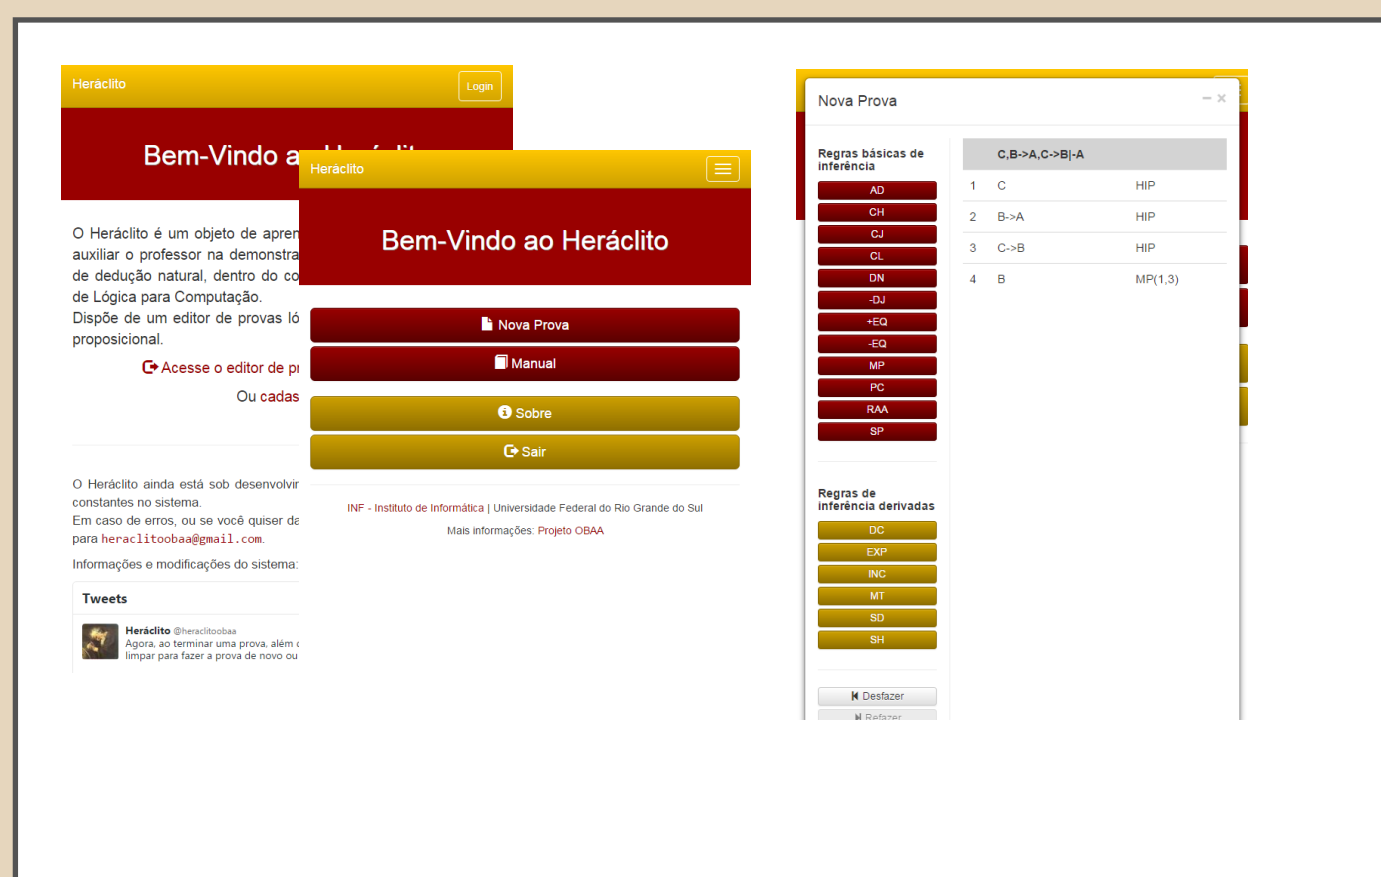 Heráclito
Login
Bem-Vindo a
O Heráclito é um objeto de apren
auxiliar o professor na demonstra
de dedução natural, dentro do co
de Lógica para Computação.
Dispõe de um editor de provas ló
proposicional.
Acesse o editor de pr
Ou cadas
O Heráclito ainda está sob desenvolvir
constantes no sistema.
Em caso de erros, ou se você quiser da
para heraclitoobaa@gmail.com.
Informações e modificações do sistema:
Tweets
Heráclito @heraclitoobaa
Agora, ao terminar uma prova, além
limpar para fazer a prova de novo ou
Heráclito
Bem-Vindo ao Heráclito
Nova Prova
Manual
Sobre
Sair
INF - Instituto de Informática | Universidade Federal do Rio Grande do Sul
Mais informações: Projeto OBAA
Nova Prova
Regras básicas de
inferência
AD
CH
CJ
CL
DN
-DJ
+EQ
-EQ
MP
PC
RAA
SP
Regras de
inferência derivadas
DC
EXP
INC
MT
SD
SH
Desfazer
Refazer
C,B->A,C->B|-A
1 C HIP
2 B->A HIP
3 C->B HIP
4 B MP(1,3)